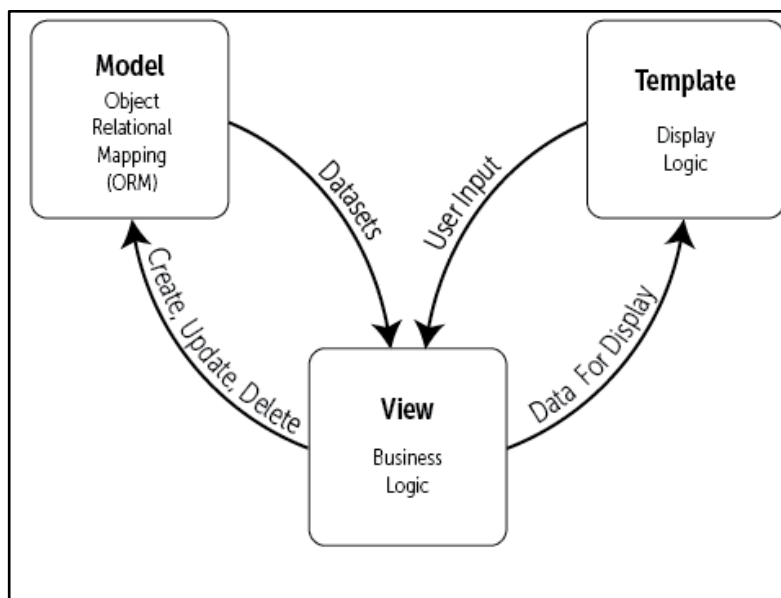 Model
Object
Relational
Mapping
(ORM)
Template
Display
Logic
Datasets
User Input
Create, Update, Delete
Data For Display
View
Business
Logic